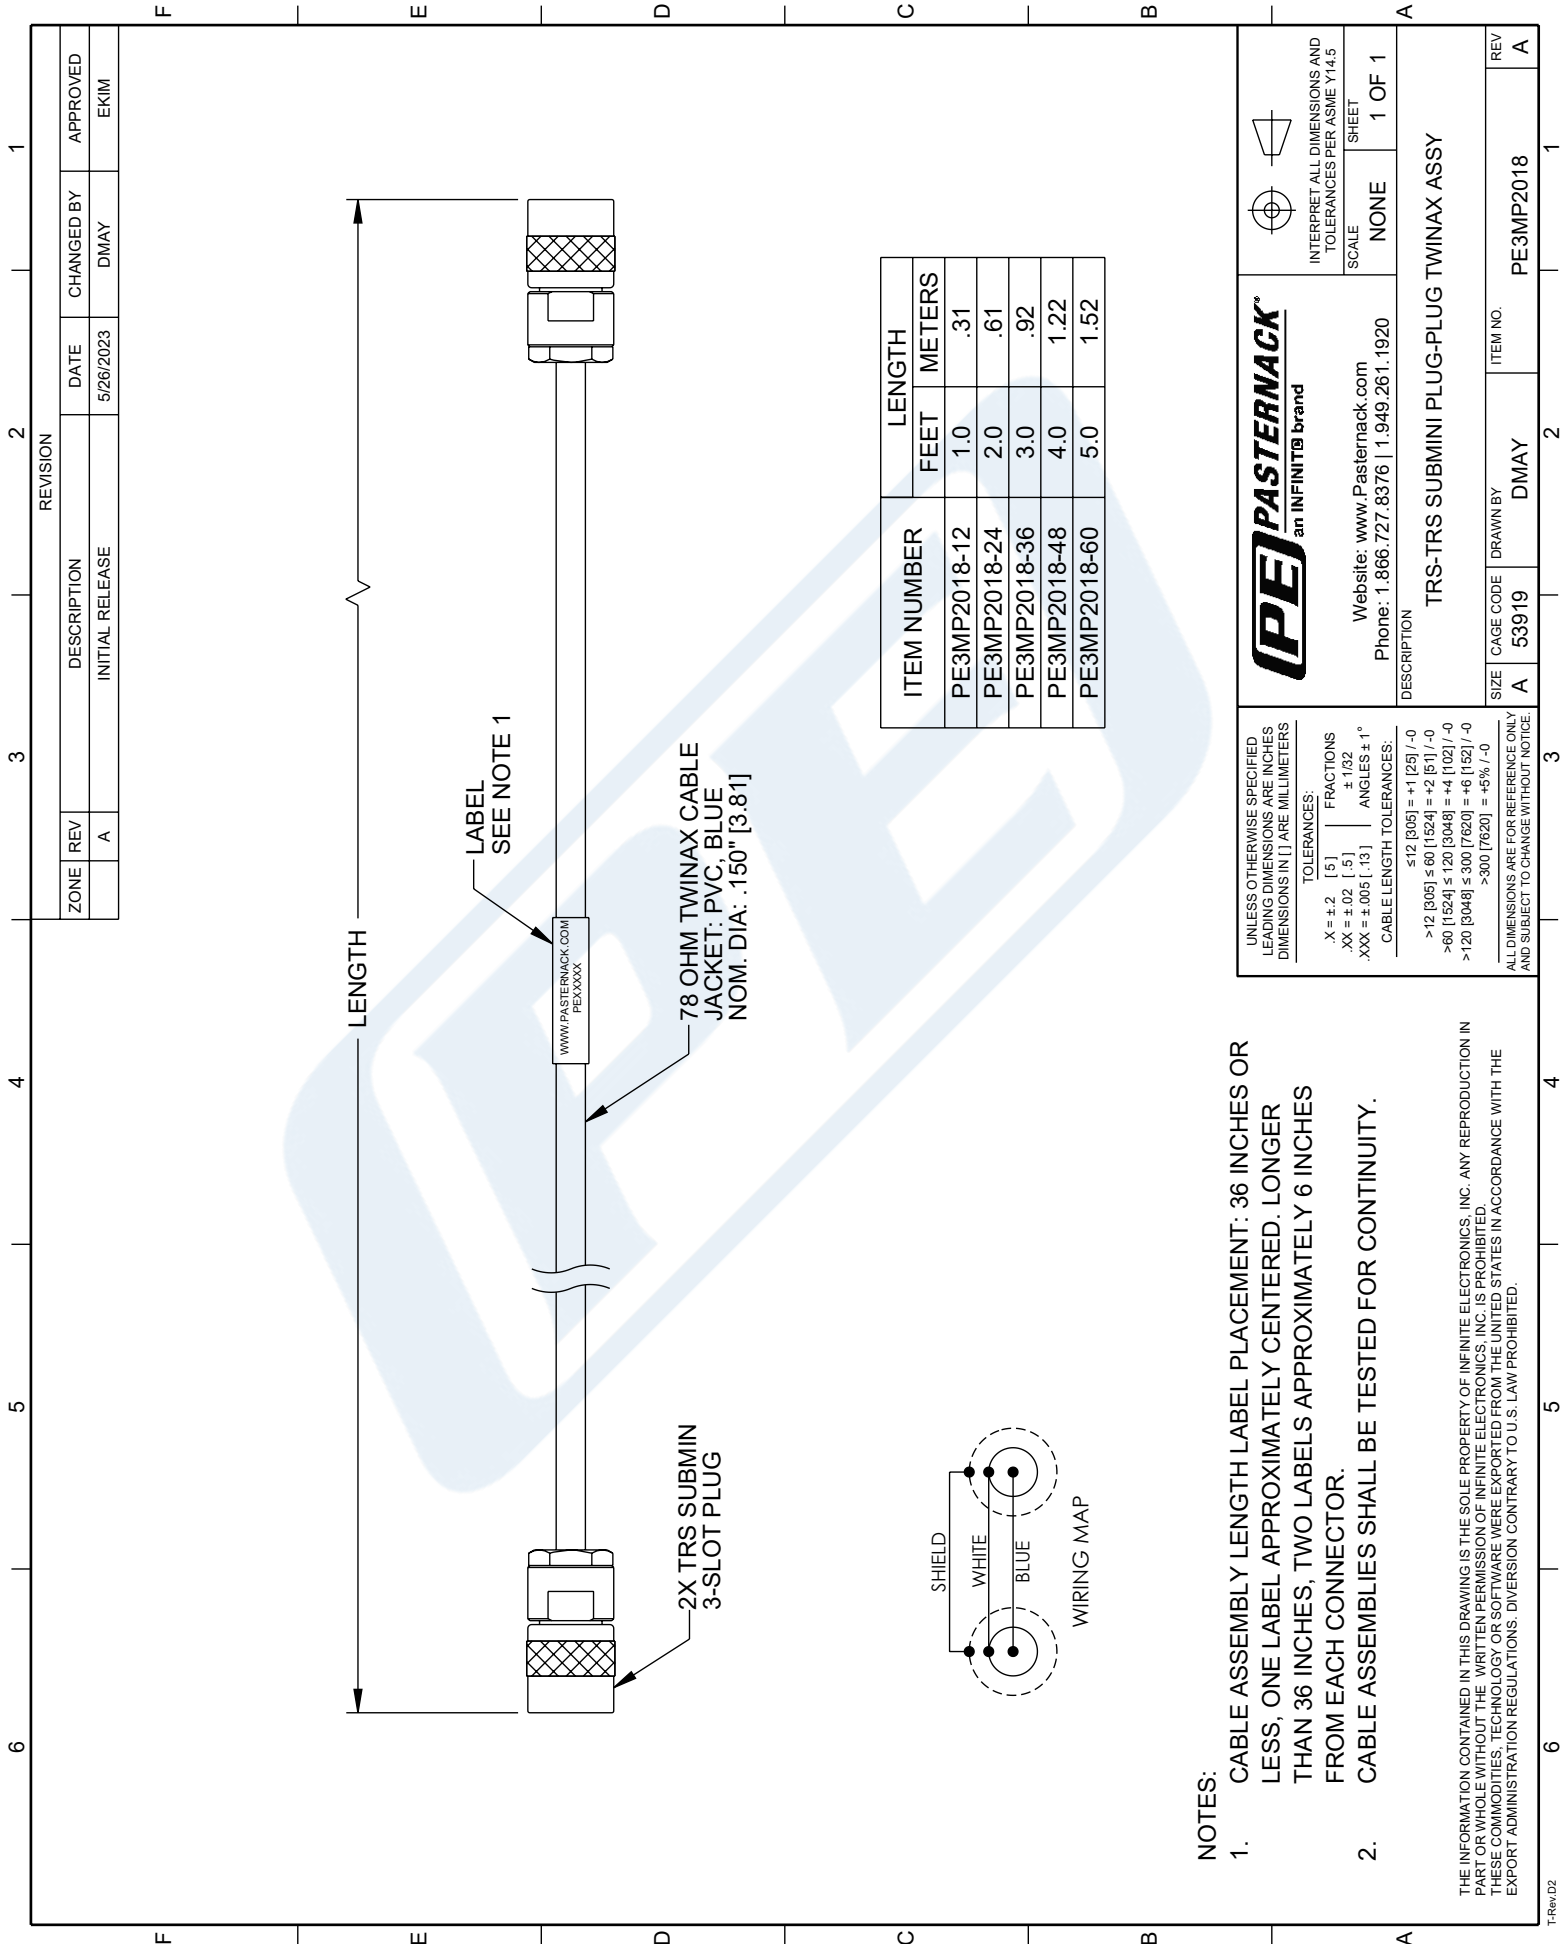 6
5
4
3
2
1
F
E
D
C
B
A
REVISION
ZONE REV DESCRIPTION DATE CHANGED BY APPROVED
A INITIAL RELEASE 5/26/2023 DMAY EKIM
LENGTH
LABEL
SEE NOTE 1
WWW.PASTERNACK.COM
PEXXXXX
78 OHM TWINAX CABLE
JACKET: PVC, BLUE
NOM. DIA: .150" [3.81]
2X TRS SUBMIN
3-SLOT PLUG
ITEM NUMBER LENGTH
FEET METERS
PE3MP2018-12 1.0 .31
PE3MP2018-24 2.0 .61
PE3MP2018-36 3.0 .92
PE3MP2018-48 4.0 1.22
PE3MP2018-60 5.0 1.52
SHIELD
WHITE
BLUE
WIRING MAP
NOTES:
1. CABLE ASSEMBLY LENGTH LABEL PLACEMENT: 36 INCHES OR
LESS, ONE LABEL APPROXIMATELY CENTERED. LONGER
THAN 36 INCHES, TWO LABELS APPROXIMATELY 6 INCHES
FROM EACH CONNECTOR.
2. CABLE ASSEMBLIES SHALL BE TESTED FOR CONTINUITY.
THE INFORMATION CONTAINED IN THIS DRAWING IS THE SOLE PROPERTY OF INFINITE ELECTRONICS, INC. ANY REPRODUCTION IN
PART OR WHOLE WITHOUT THE WRITTEN PERMISSION OF INFINITE ELECTRONICS, INC. IS PROHIBITED.
THESE COMMODITIES, TECHNOLOGY OR SOFTWARE WERE EXPORTED FROM THE UNITED STATES IN ACCORDANCE WITH THE
EXPORT ADMINISTRATION REGULATIONS. DIVERSION CONTRARY TO U.S. LAW PROHIBITED.
UNLESS OTHERWISE SPECIFIED
LEADING DIMENSIONS ARE INCHES
DIMENSIONS IN [ ] ARE MILLIMETERS
TOLERANCES:
.X = ±.2 [5] FRACTIONS
.XX = ±.02 [.5] ± 1/32
.XXX = ±.005 [.13] ANGLES ± 1°
CABLE LENGTH TOLERANCES:
≤12 [305] = +1 [25] / -0
>12 [305] ≤ 60 [1524] = +2 [51] / -0
>60 [1524] ≤ 120 [3048] = +4 [102] / -0
>120 [3048] ≤ 300 [7620] = +6 [152] / -0
>300 [7620] = +5% / -0
ALL DIMENSIONS ARE FOR REFERENCE ONLY
AND SUBJECT TO CHANGE WITHOUT NOTICE.
PE PASTERNACK®
an INFINITE brand
Website: www.Pasternack.com
Phone: 1.866.727.8376 | 1.949.261.1920
INTERPRET ALL DIMENSIONS AND
TOLERANCES PER ASME Y14.5
SCALE
NONE
SHEET
1 OF 1
DESCRIPTION
TRS-TRS SUBMINI PLUG-PLUG TWINAX ASSY
SIZE
A
CAGE CODE
53919
DRAWN BY
DMAY
ITEM NO.
PE3MP2018
REV
A
PE
F
E
D
C
B
A
6
5
4
3
2
1
T-Rev.D2